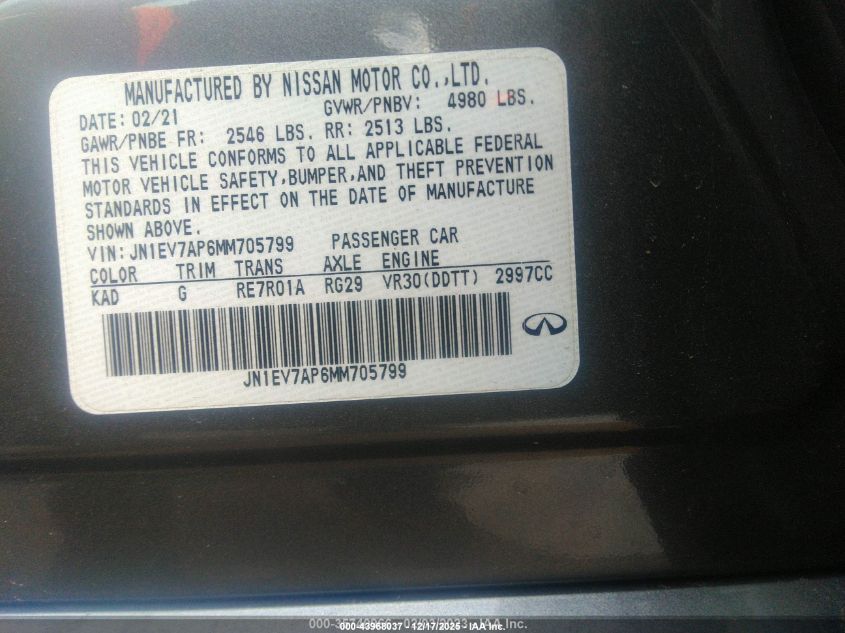 MANUFACTURED BY NISSAN MOTOR CO.,LTD.
DATE: 02/21 GVWR/PNBV: 4980 LBS.
GAWR/PNBE FR: 2546 LBS. RR: 2513 LBS.
THIS VEHICLE CONFORMS TO ALL APPLICABLE FEDERAL
MOTOR VEHICLE SAFETY,BUMPER,AND THEFT PREVENTION
STANDARDS IN EFFECT ON THE DATE OF MANUFACTURE
SHOWN ABOVE.
VIN: JN1EV7AP6MM705799 PASSENGER CAR
COLOR TRIM TRANS AXLE ENGINE
KAD G RE7R01A RG29 VR30(DDTT) 2997CC
JN1EV7AP6MM705799
000-43968037 12/17/2025 IAA Inc.